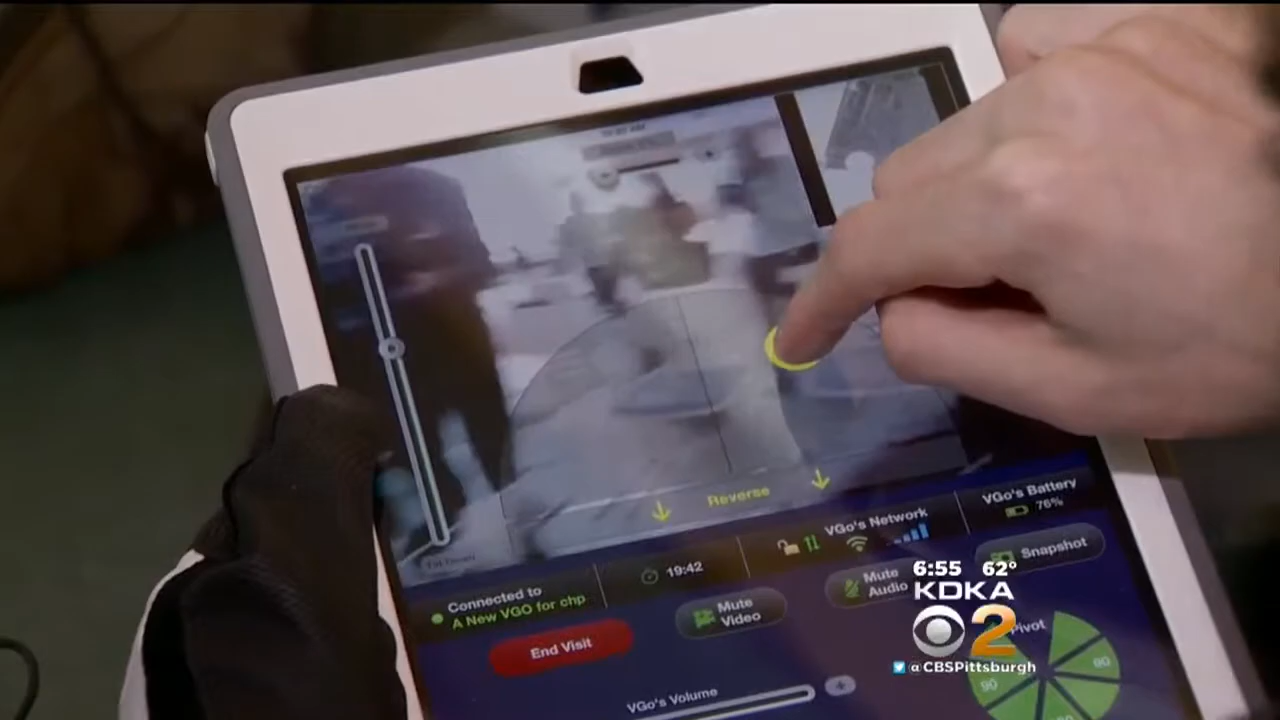 Reverse
VGo's Battery
76%
VGo's Network
Snapshot
19:42
Mute
Audio
Connected to
A New VGO for chp
Mute
Video
End Visit
Pivot
90
90
VGo's Volume
6:55 62°
KDKA
2
@CBSPittsburgh